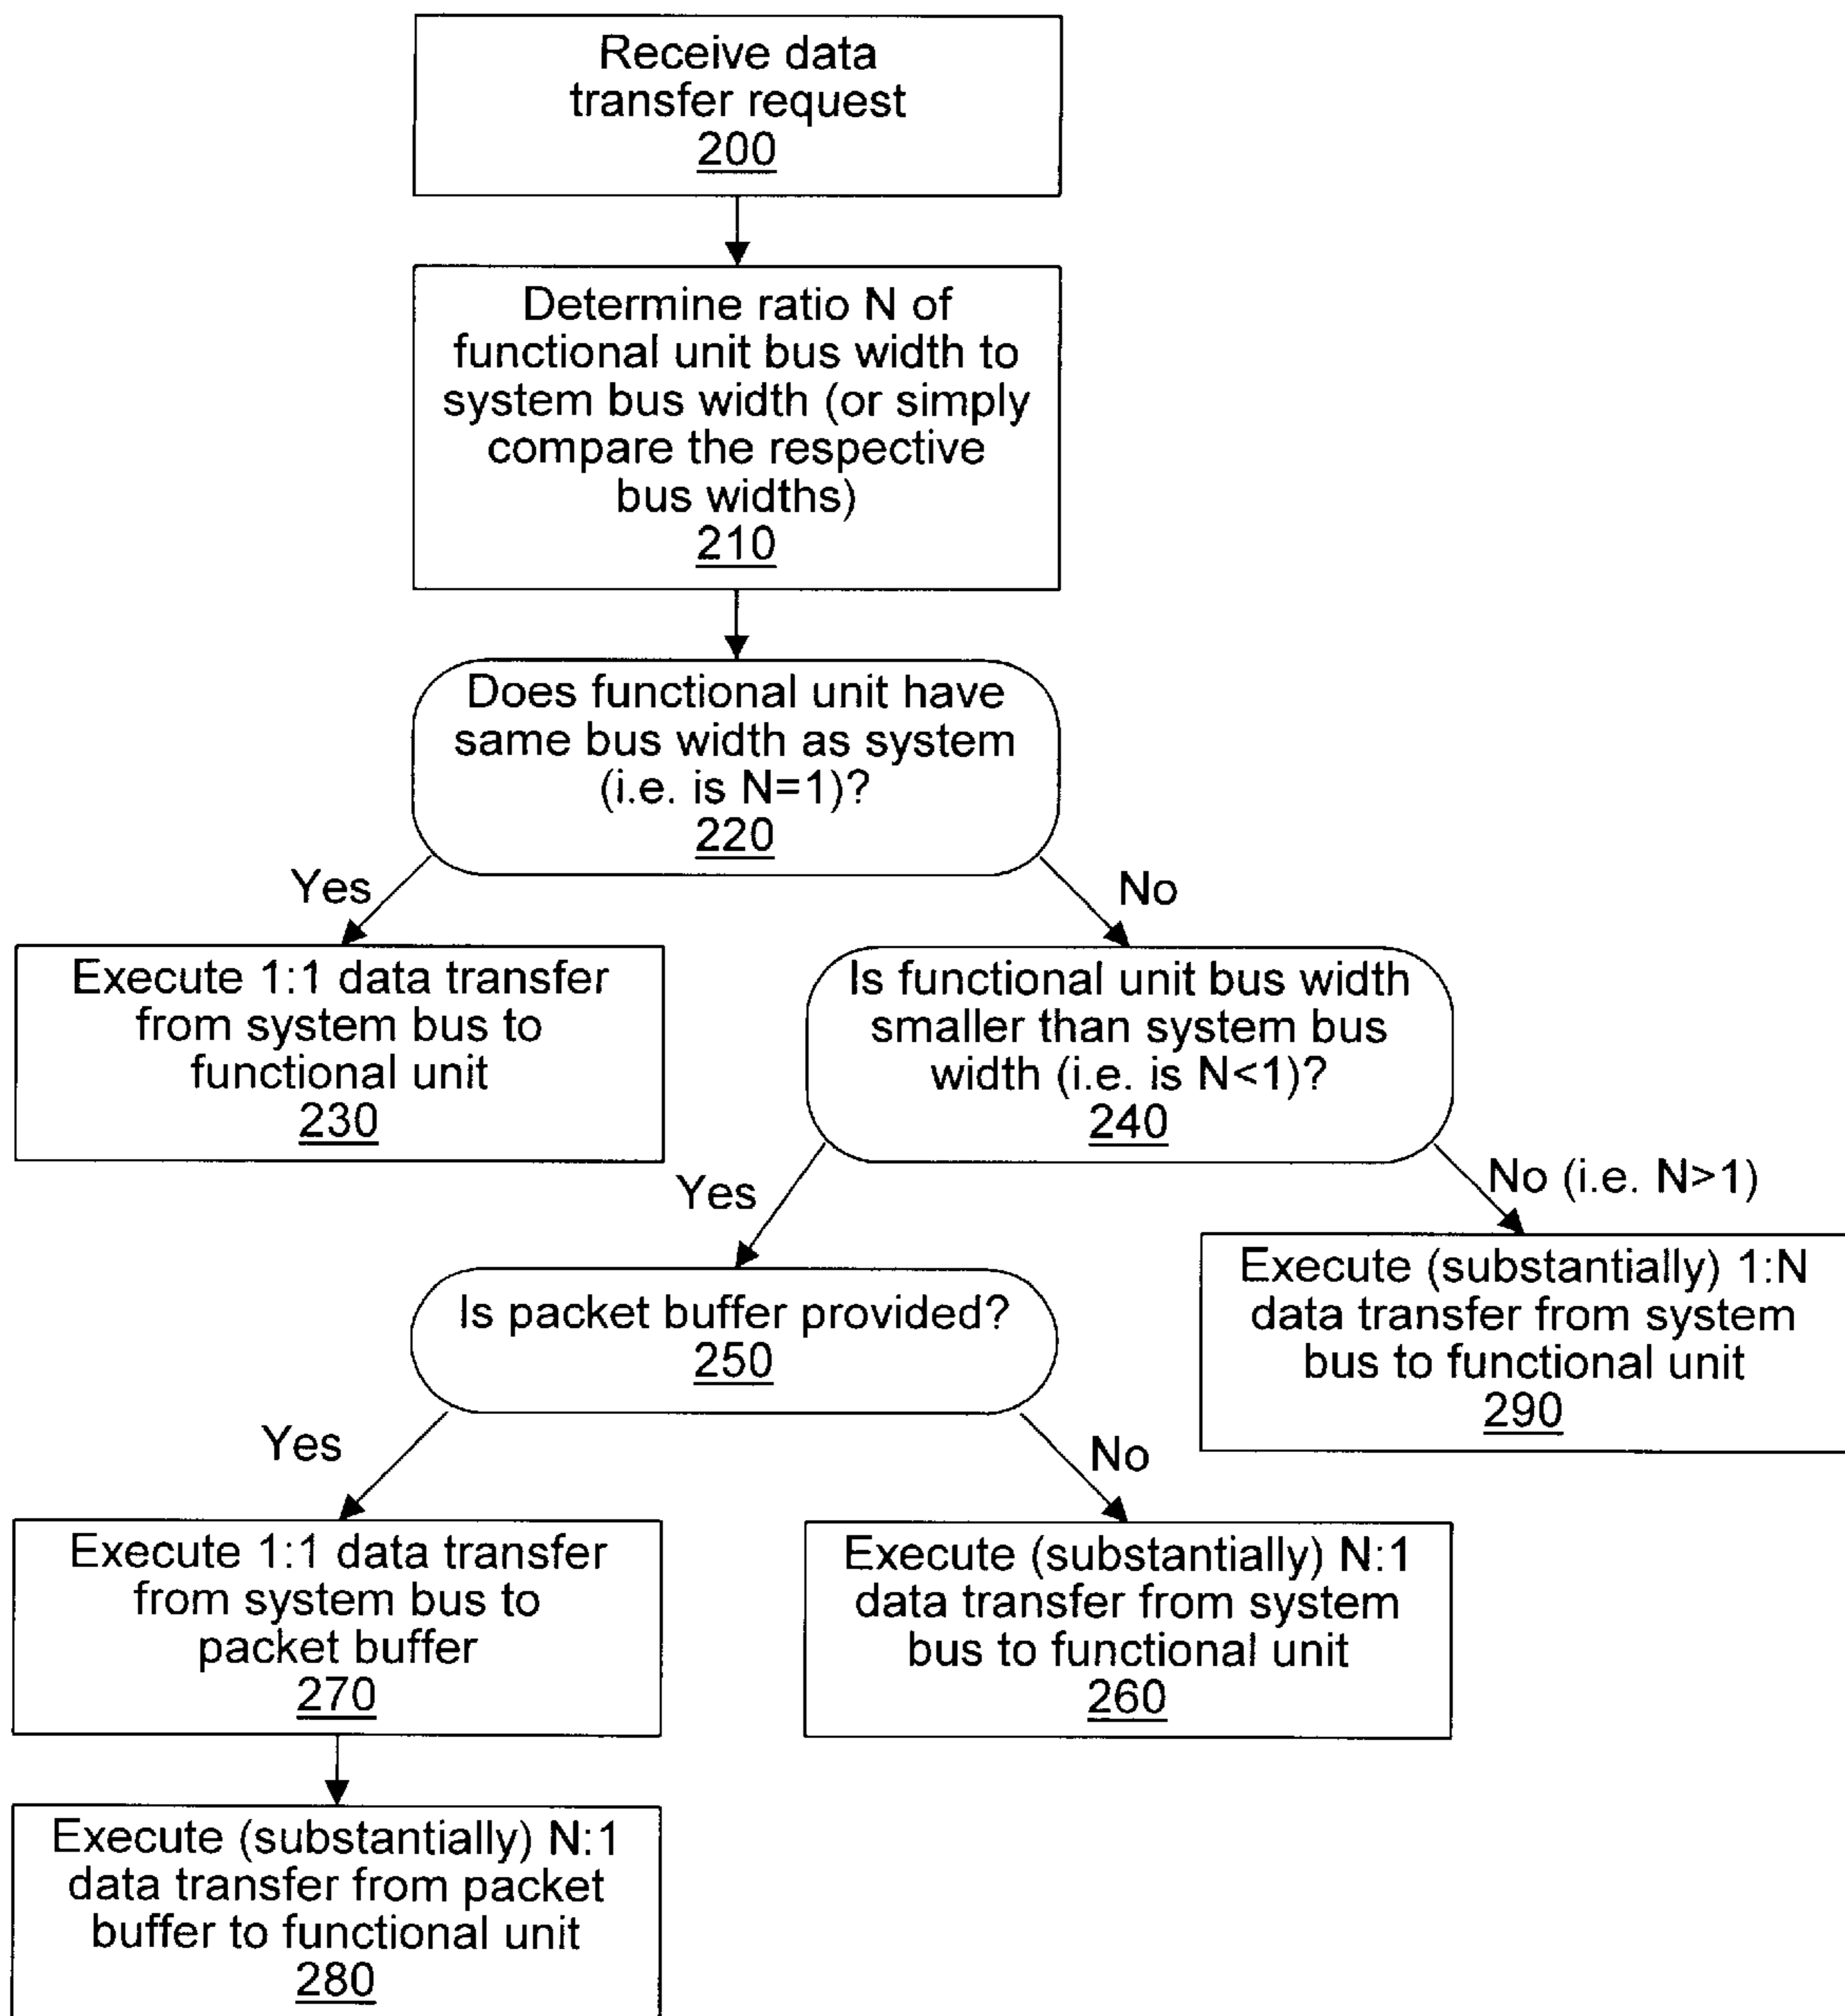 Receive data
transfer request
200
Determine ratio N of
functional unit bus width to
system bus width (or simply
compare the respective
bus widths)
210
Does functional unit have
same bus width as system
(i.e. is N=1)?
220
Yes
No
Execute 1:1 data transfer
from system bus to
functional unit
230
Is functional unit bus width
smaller than system bus
width (i.e. is N<1)?
240
Yes
No (i.e. N>1)
Is packet buffer provided?
250
Execute (substantially) 1:N
data transfer from system
bus to functional unit
290
Yes
No
Execute 1:1 data transfer
from system bus to
packet buffer
270
Execute (substantially) N:1
data transfer from system
bus to functional unit
260
Execute (substantially) N:1
data transfer from packet
buffer to functional unit
280